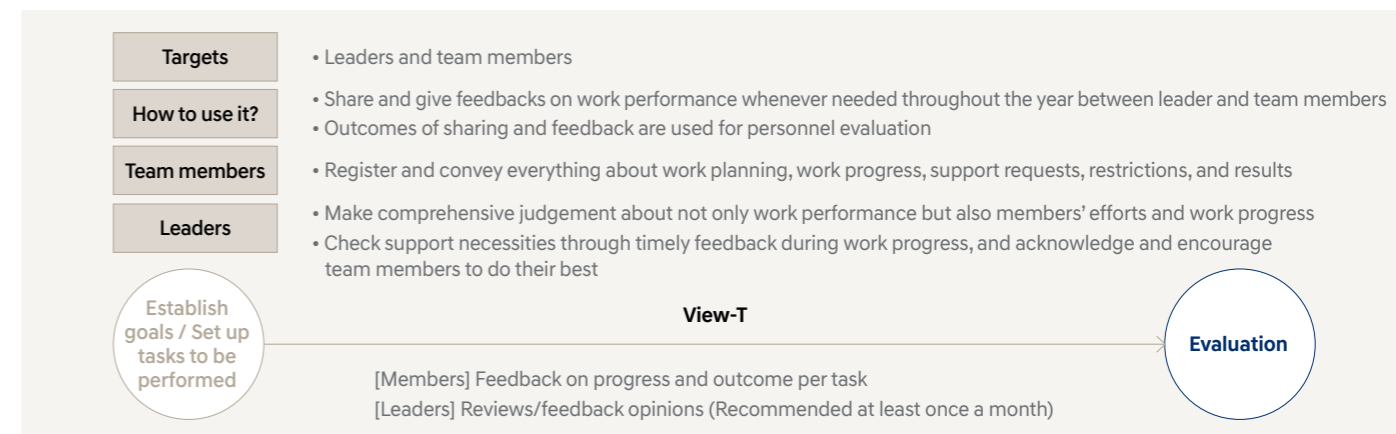 Targets
• Leaders and team members
How to use it?
• Share and give feedbacks on work performance whenever needed throughout the year between leader and team members
• Outcomes of sharing and feedback are used for personnel evaluation
Team members
• Register and convey everything about work planning, work progress, support requests, restrictions, and results
Leaders
• Make comprehensive judgement about not only work performance but also members’ efforts and work progress
• Check support necessities through timely feedback during work progress, and acknowledge and encourage
team members to do their best
Establish
goals / Set up
tasks to be
performed
View-T
[Members] Feedback on progress and outcome per task
[Leaders] Reviews/feedback opinions (Recommended at least once a month)
Evaluation